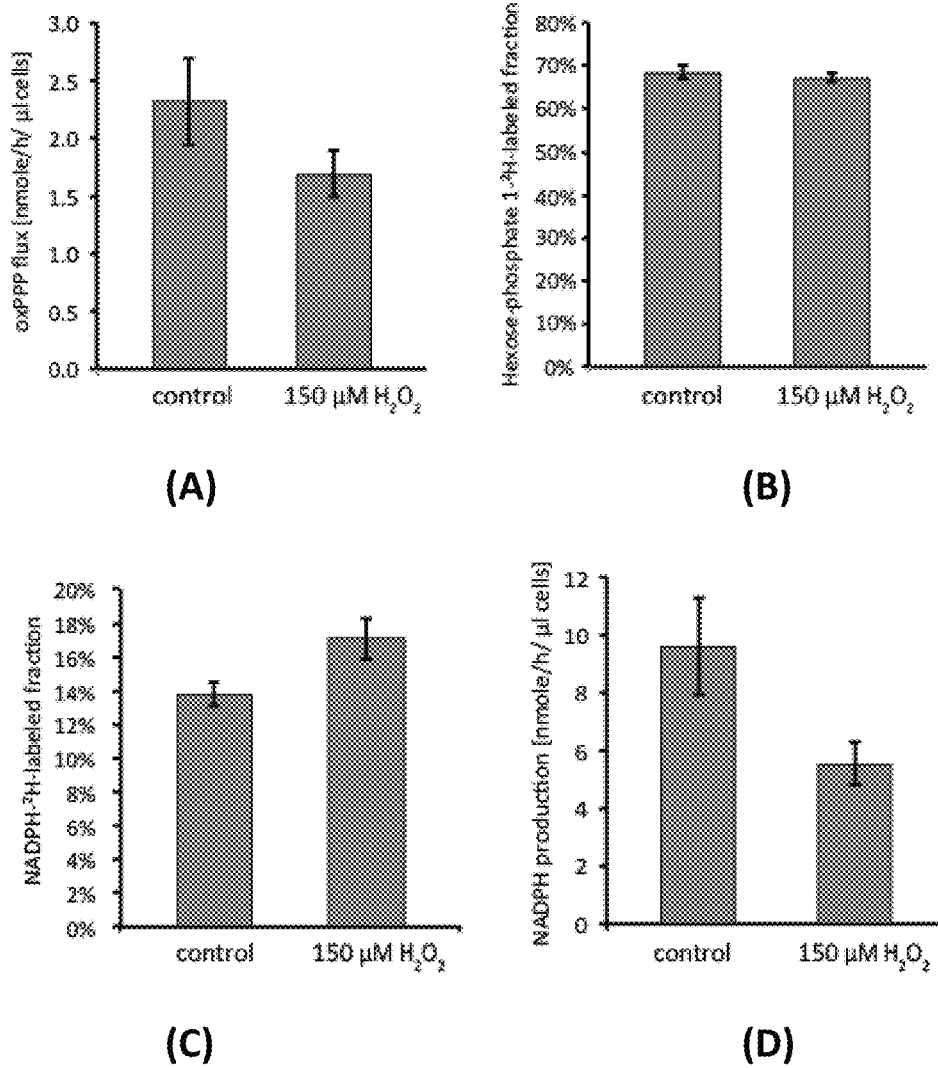 oxPPP flux [nmole/h/ µl cells]
3.0
2.5
2.0
1.5
1.0
0.5
0.0
control
150 µM H₂O₂
(A)
Hexose-phosphate 1-²H-labeled fraction
80%
70%
60%
50%
40%
30%
20%
10%
0%
control
150 µM H₂O₂
(B)
NADPH-²H-labeled fraction
20%
18%
16%
14%
12%
10%
8%
6%
4%
2%
0%
control
150 µM H₂O₂
(C)
NADPH production [nmole/h/ µl cells]
12
10
8
6
4
2
0
control
150 µM H₂O₂
(D)